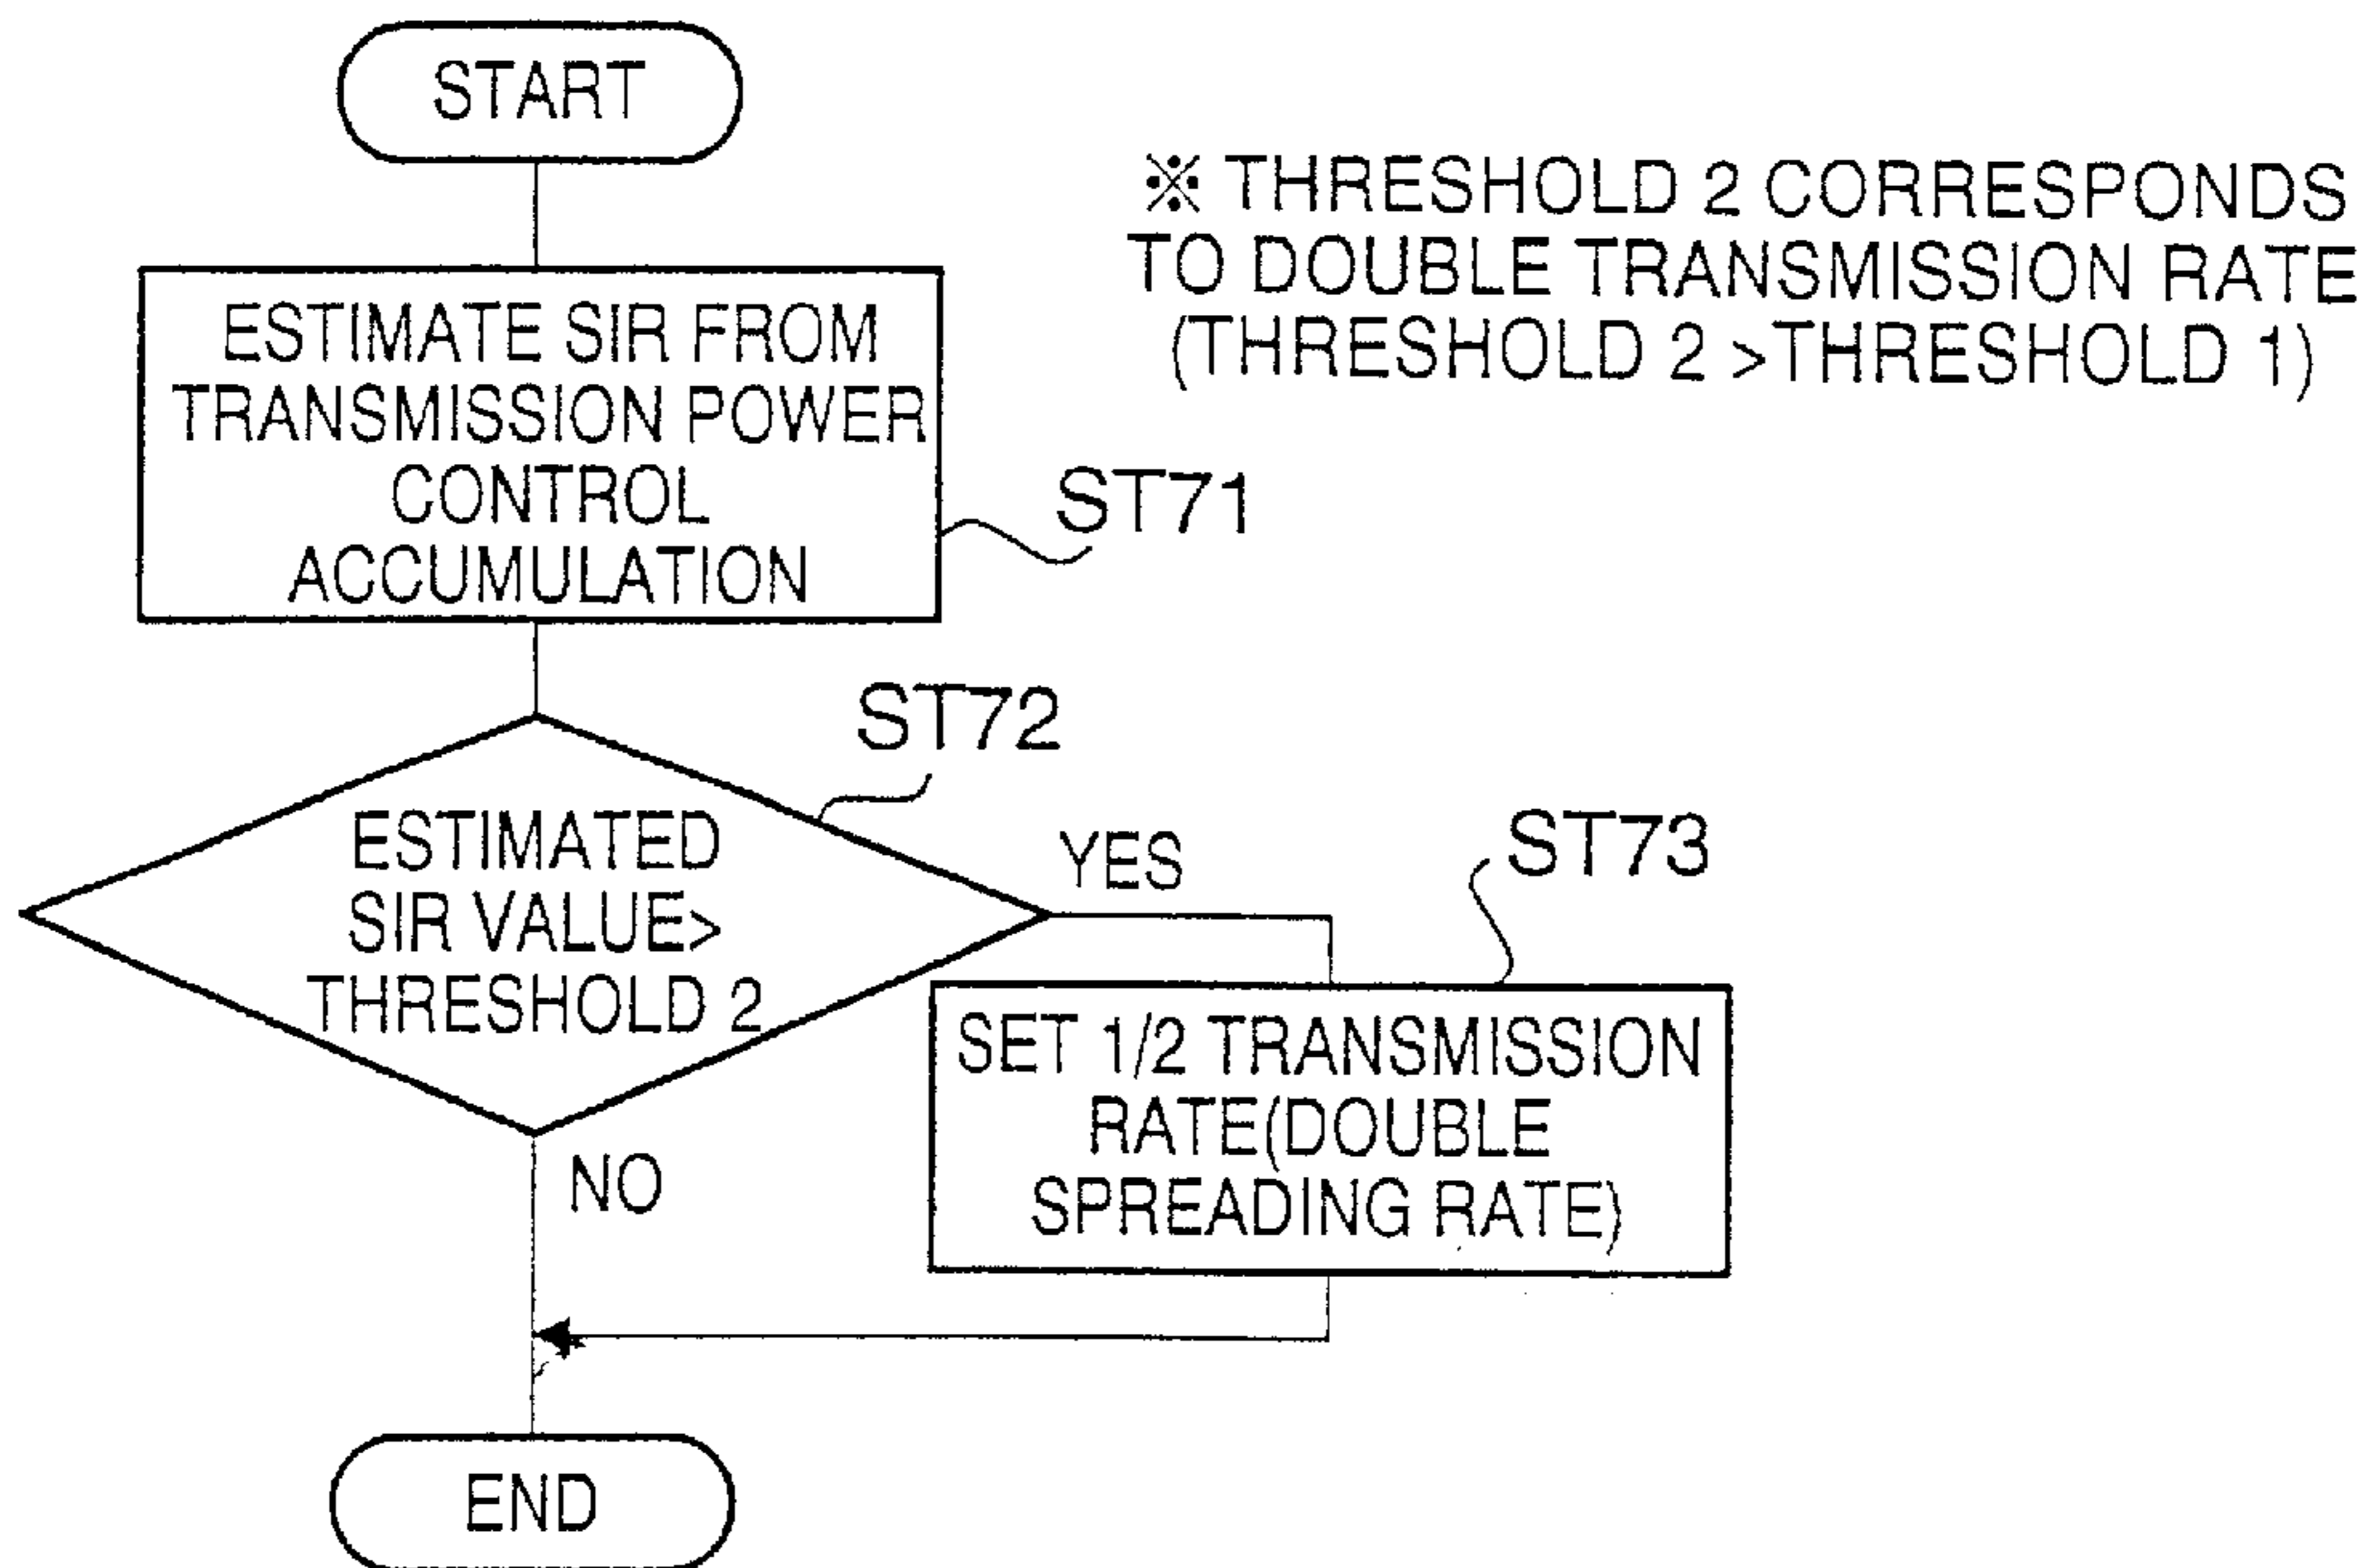 START
※ THRESHOLD 2 CORRESPONDS
TO DOUBLE TRANSMISSION RATE
(THRESHOLD 2 >THRESHOLD 1)
ESTIMATE SIR FROM
TRANSMISSION POWER
CONTROL
ACCUMULATION
ST71
ST72
ESTIMATED
SIR VALUE>
THRESHOLD 2
YES
ST73
SET 1/2 TRANSMISSION
RATE(DOUBLE
SPREADING RATE)
NO
END